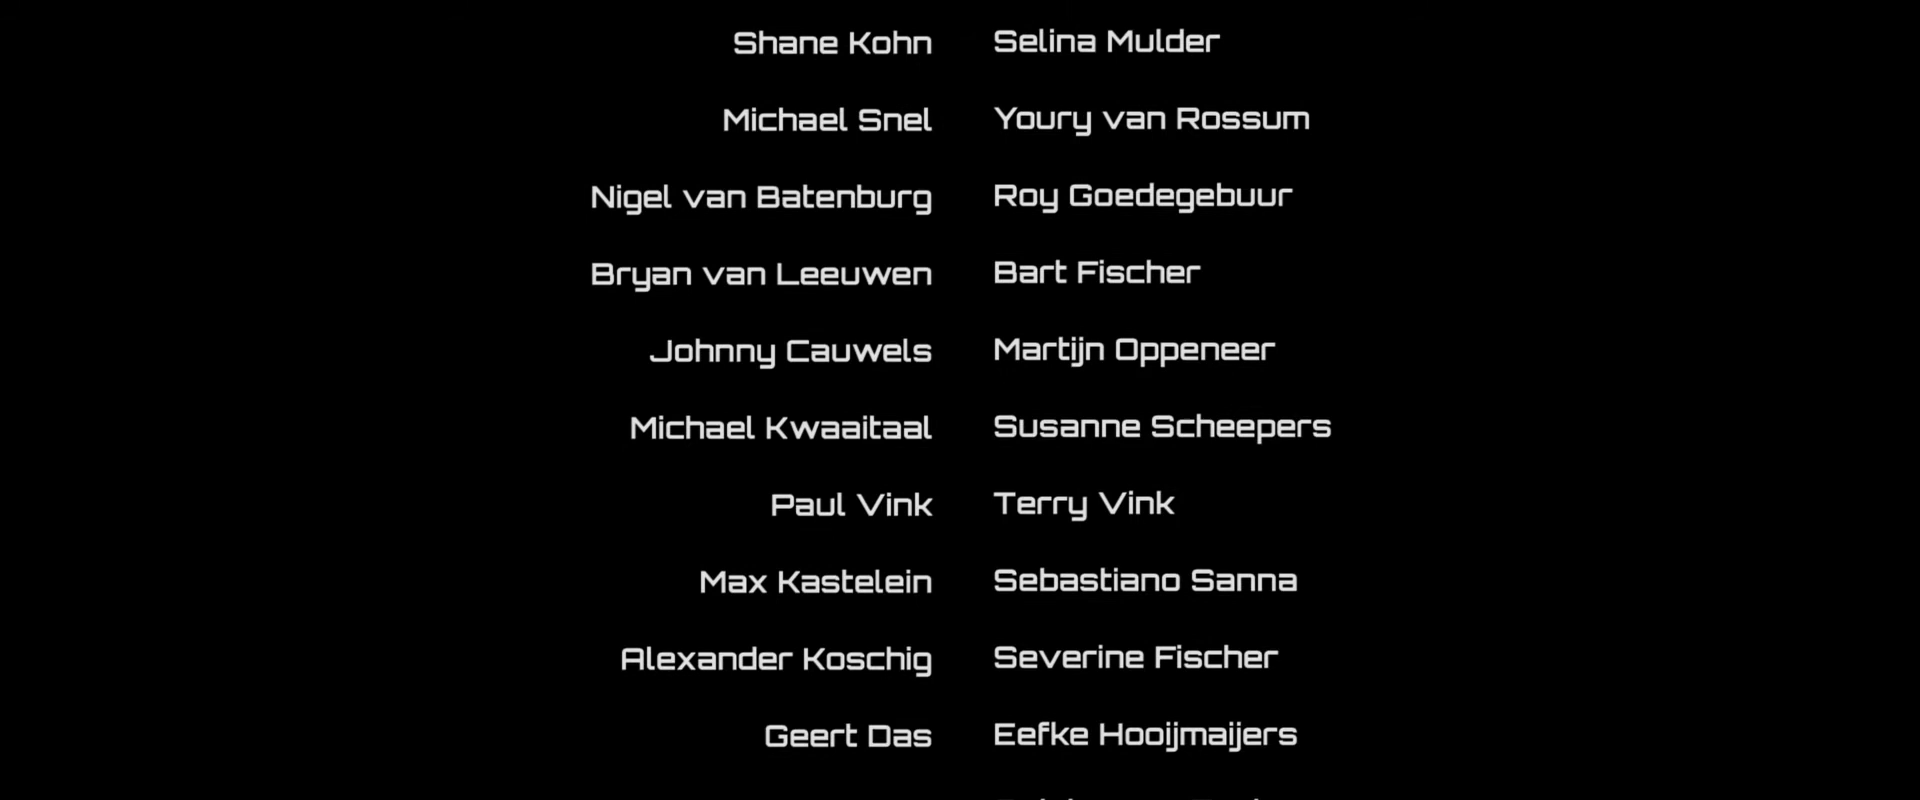 Shane Kohn Selina Mulder
Michael Snel Youry van Rossum
Nigel van Batenburg Roy Goedegebuur
Bryan van Leeuwen Bart Fischer
Johnny Cauwels Martijn Oppeneer
Michael Kwaaitaal Susanne Scheepers
Paul Vink Terry Vink
Max Kastelein Sebastiano Sanna
Alexander Koschig Severine Fischer
Geert Das Eefke Hooijmaijers